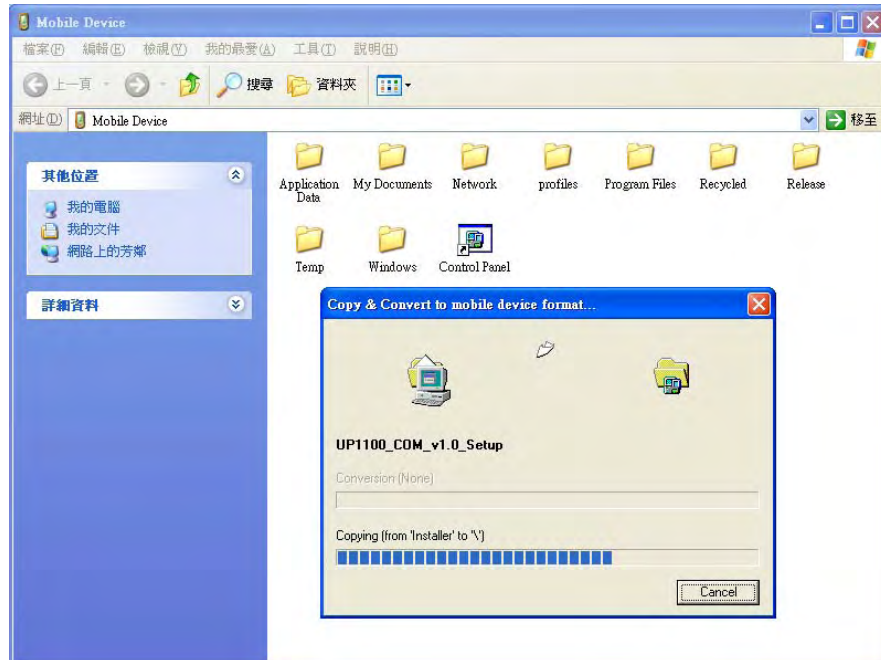 Mobile Device
檔案(F) 編輯(E) 檢視(V) 我的最愛(A) 工具(T) 說明(H)
上一頁 搜尋 資料夾
網址(D) Mobile Device 移至
其他位置
我的電腦
我的文件
網路上的芳鄰
詳細資料
Application Data
My Documents
Network
profiles
Program Files
Recycled
Release
Temp
Windows
Control Panel
Copy & Convert to mobile device format...
UP1100_COM_v1.0_Setup
Conversion (None)
Copying (from 'Installer' to '\')
Cancel